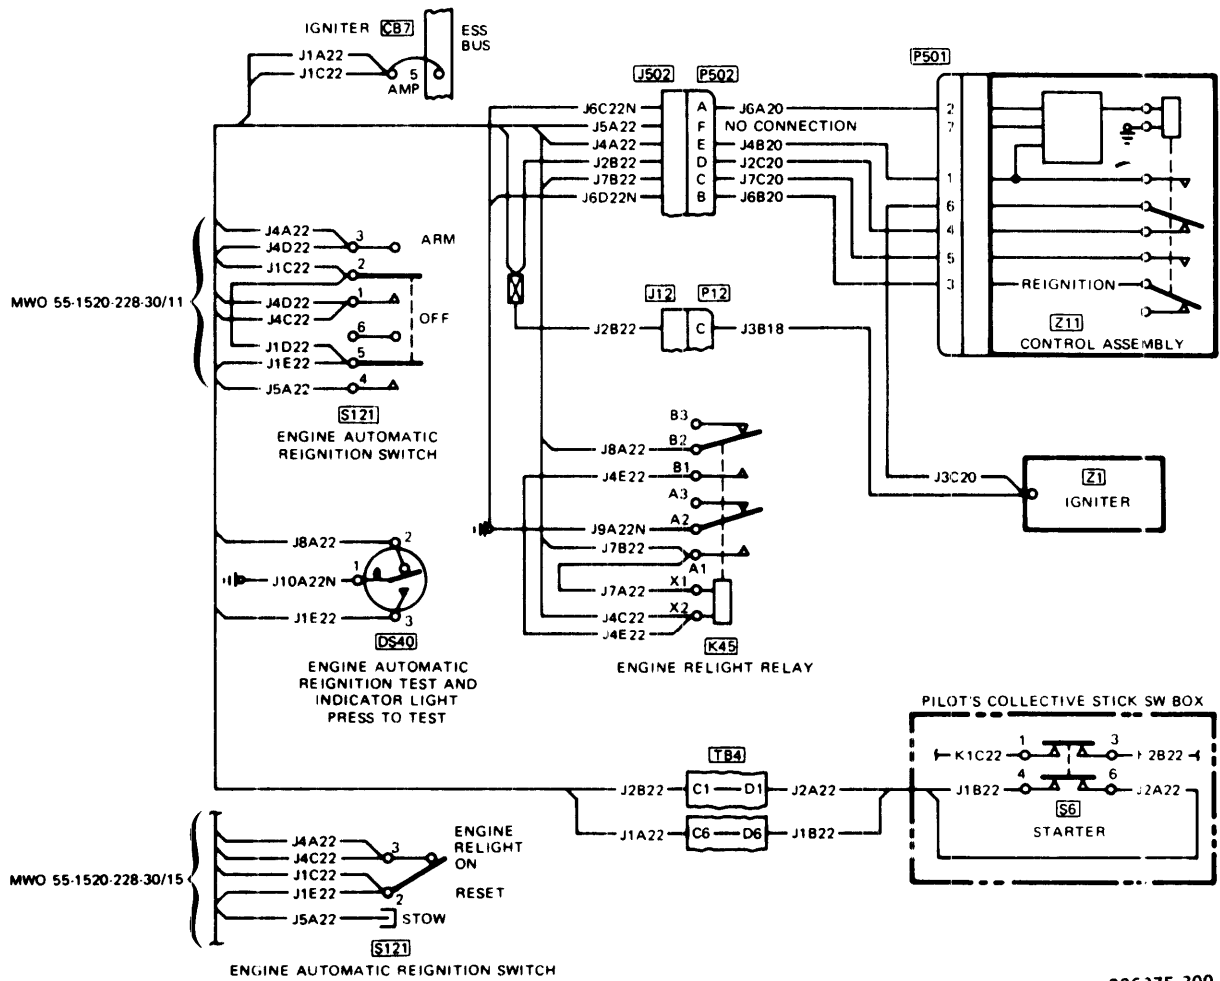 IGNITER CB7
ESS
BUS
J1A22
J1C22
5
AMP
J502 P502
J6C22N A J6A20
J5A22 F NO CONNECTION
J4A22 E J4B20
J2B22 D J2C20
J7B22 C J7C20
J6D22N B J6B20
P501
2
7
1
6
4
5
3
REIGNITION
Z11
CONTROL ASSEMBLY
MWO 55-1520-228-30/11
J4A22 3
J4D22
ARM
J1C22 2
J4D22 1
J4C22
OFF
6
J1D22
J1E22 5
J5A22 4
S121
ENGINE AUTOMATIC
REIGNITION SWITCH
J12 P12
J2B22 C J3B18
B3
J8A22 B2
J4E22 B1
A3
J9A22N A2
J7B22
A1
J7A22 X1
J4C22 X2
J4E22
K45
ENGINE RELIGHT RELAY
J3C20
Z1
IGNITER
J8A22 2
J10A22N 1
J1E22 3
DS40
ENGINE AUTOMATIC
REIGNITION TEST AND
INDICATOR LIGHT
PRESS TO TEST
PILOT'S COLLECTIVE STICK SW BOX
K1C22 1 3 2B22
J1B22 4 6 J2A22
S6
STARTER
TB4
J2B22 C1 D1 J2A22
J1A22 C6 D6 J1B22
MWO 55-1520-228-30/15
J4A22 3
J4C22
J1C22
J1E22 2
J5A22 STOW
ENGINE
RELIGHT
ON
RESET
S121
ENGINE AUTOMATIC REIGNITION SWITCH